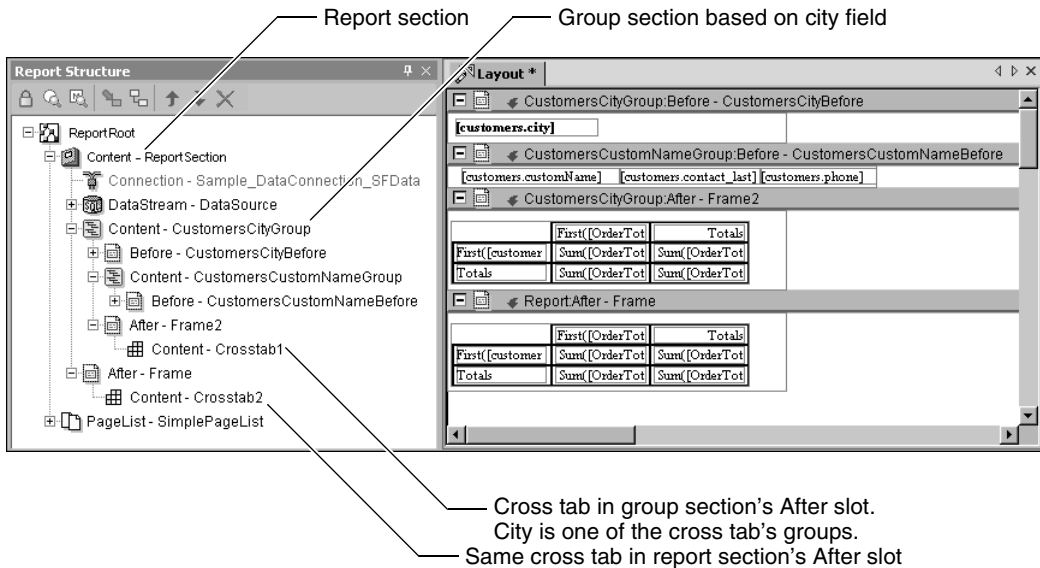 Report section
Group section based on city field
Report Structure
ReportRoot
Content - ReportSection
Connection - Sample_DataConnection_SFData
DataStream - DataSource
Content - CustomersCityGroup
Before - CustomersCityBefore
Content - CustomersCustomNameGroup
Before - CustomersCustomNameBefore
After - Frame2
Content - Crosstab1
After - Frame
Content - Crosstab2
PageList - SimplePageList
Layout *
CustomersCityGroup:Before - CustomersCityBefore
[customers.city]
CustomersCustomNameGroup:Before - CustomersCustomNameBefore
[customers.customName] [customers.contact_last] [customers.phone]
CustomersCityGroup:After - Frame2
First([OrderTot Totals
First([customer Sum([OrderTot Sum([OrderTot
Totals Sum([OrderTot Sum([OrderTot
Report:After - Frame
First([OrderTot Totals
First([customer Sum([OrderTot Sum([OrderTot
Totals Sum([OrderTot Sum([OrderTot
Cross tab in group section's After slot.
City is one of the cross tab's groups.
Same cross tab in report section's After slot